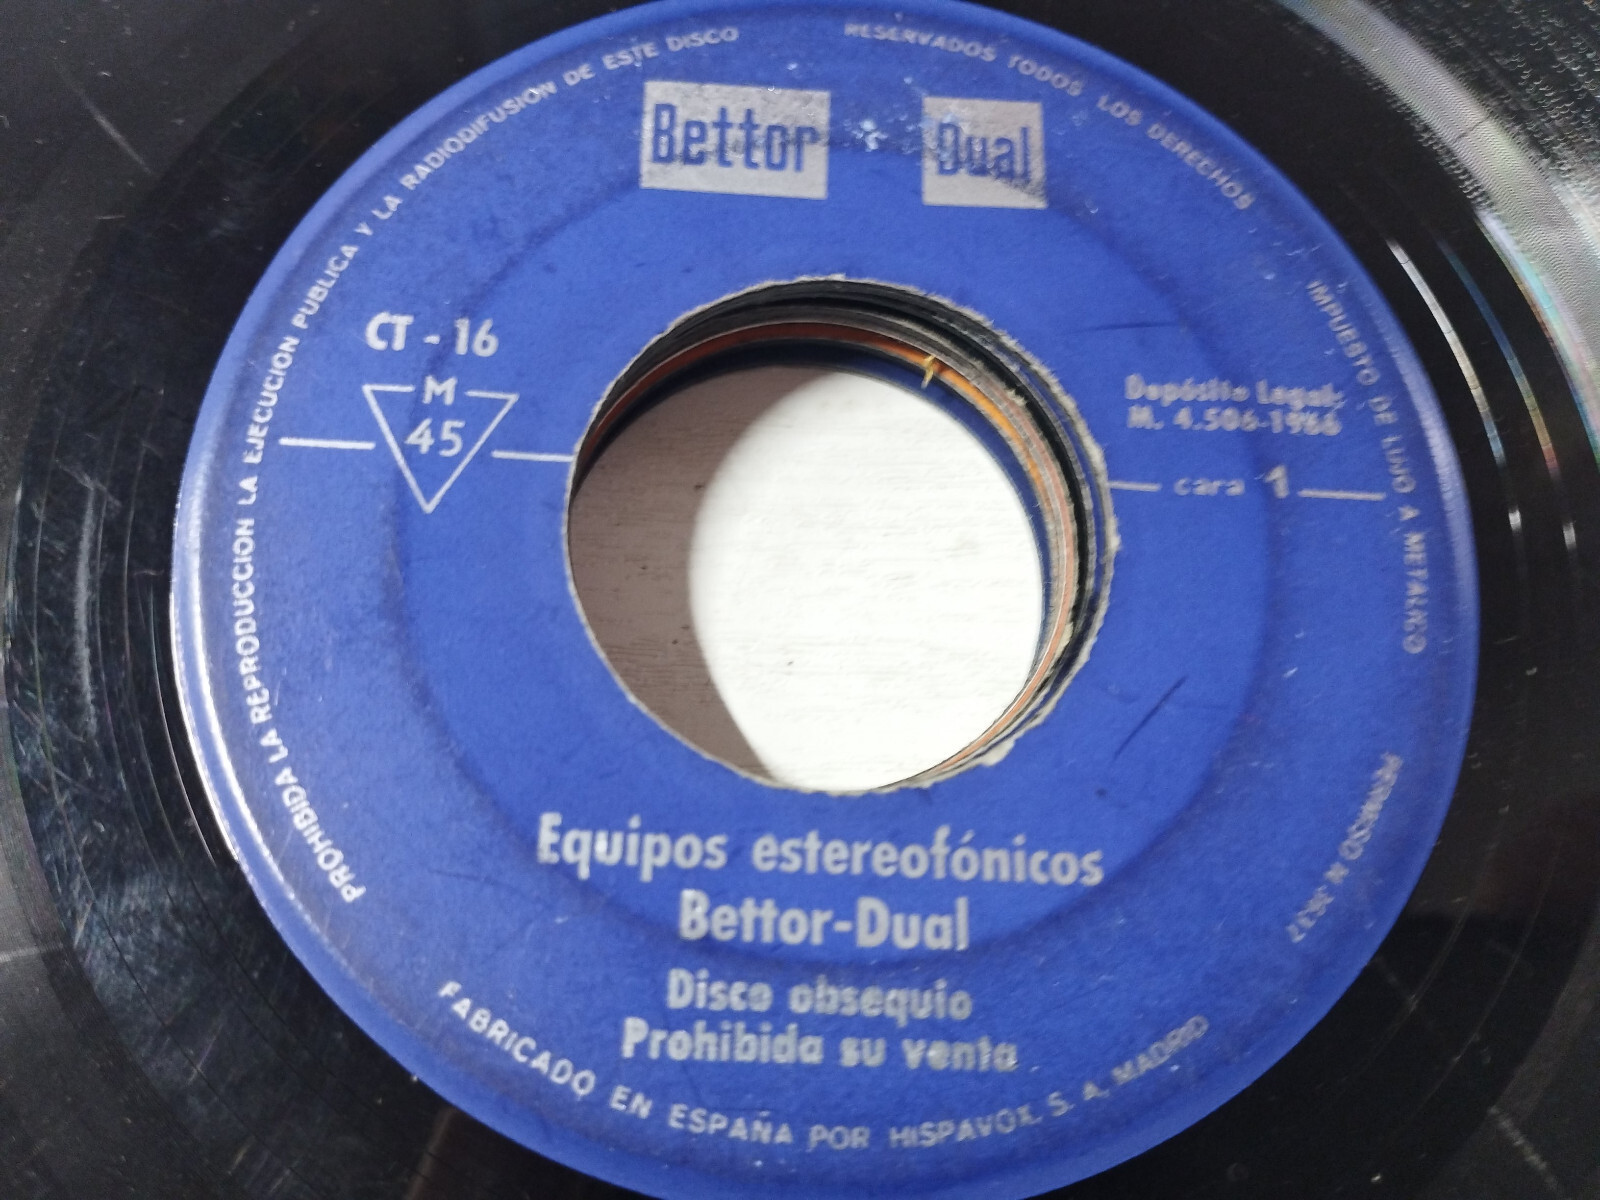 PROHIBIDA LA REPRODUCCION LA EJECUCION PUBLICA Y LA RADIODIFUSION DE ESTE DISCO
RESERVADOS TODOS LOS DERECHOS
IMPUESTO DE LUJO A METALICO
PERMISO N.
Bettor Dual
CT - 16
M
45
Depósito Legal:
M. 4.506-1966
cara 1
Equipos estereofónicos
Bettor-Dual
Disco obsequio
Prohibida su venta
FABRICADO EN ESPAÑA POR HISPAVOX, S. A, MADRID